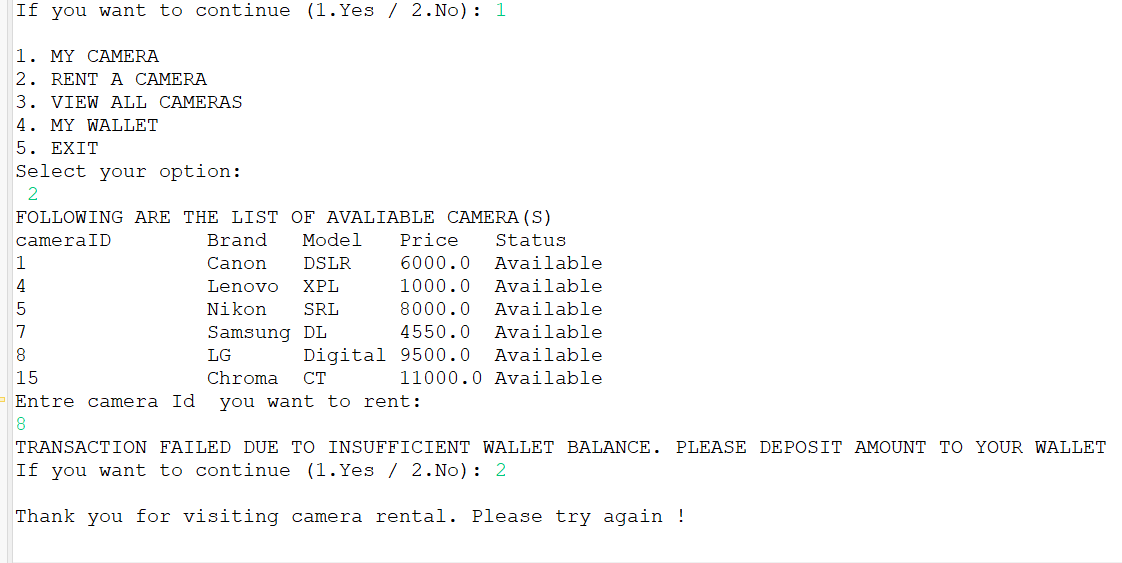 If you want to continue (1.Yes / 2.No): 1
1. MY CAMERA
2. RENT A CAMERA
3. VIEW ALL CAMERAS
4. MY WALLET
5. EXIT
Select your option:
2
FOLLOWING ARE THE LIST OF AVALIABLE CAMERA(S)
cameraID Brand Model Price Status
1 Canon DSLR 6000.0 Available
4 Lenovo XPL 1000.0 Available
5 Nikon SRL 8000.0 Available
7 Samsung DL 4550.0 Available
8 LG Digital 9500.0 Available
15 Chroma CT 11000.0 Available
Entre camera Id  you want to rent:
8
TRANSACTION FAILED DUE TO INSUFFICIENT WALLET BALANCE. PLEASE DEPOSIT AMOUNT TO YOUR WALLET
If you want to continue (1.Yes / 2.No): 2
Thank you for visiting camera rental. Please try again !